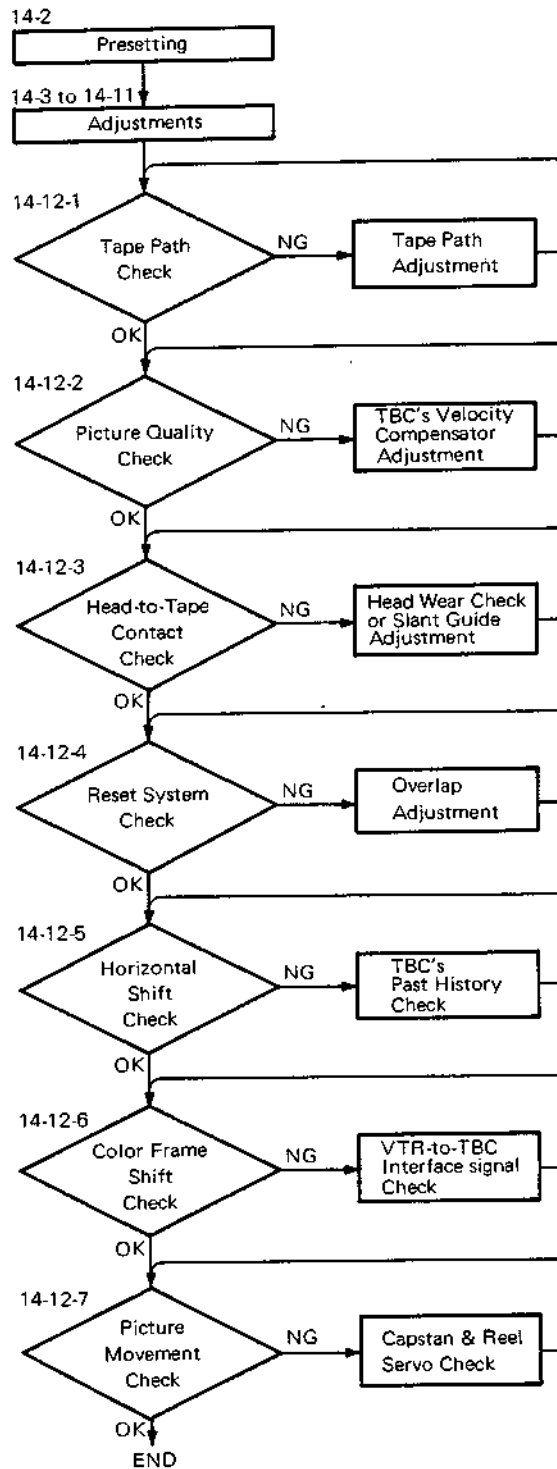 14-2
Presetting
14-3 to 14-11
Adjustments
14-12-1
Tape Path
Check
NG
Tape Path
Adjustment
OK
14-12-2
Picture Quality
Check
NG
TBC's Velocity
Compensator
Adjustment
OK
14-12-3
Head-to-Tape
Contact
Check
NG
Head Wear Check
or Slant Guide
Adjustment
OK
14-12-4
Reset System
Check
NG
Overlap
Adjustment
OK
14-12-5
Horizontal
Shift
Check
NG
TBC's
Past History
Check
OK
14-12-6
Color Frame
Shift
Check
NG
VTR-to-TBC
Interface signal
Check
OK
14-12-7
Picture
Movement
Check
NG
Capstan & Reel
Servo Check
OK
END